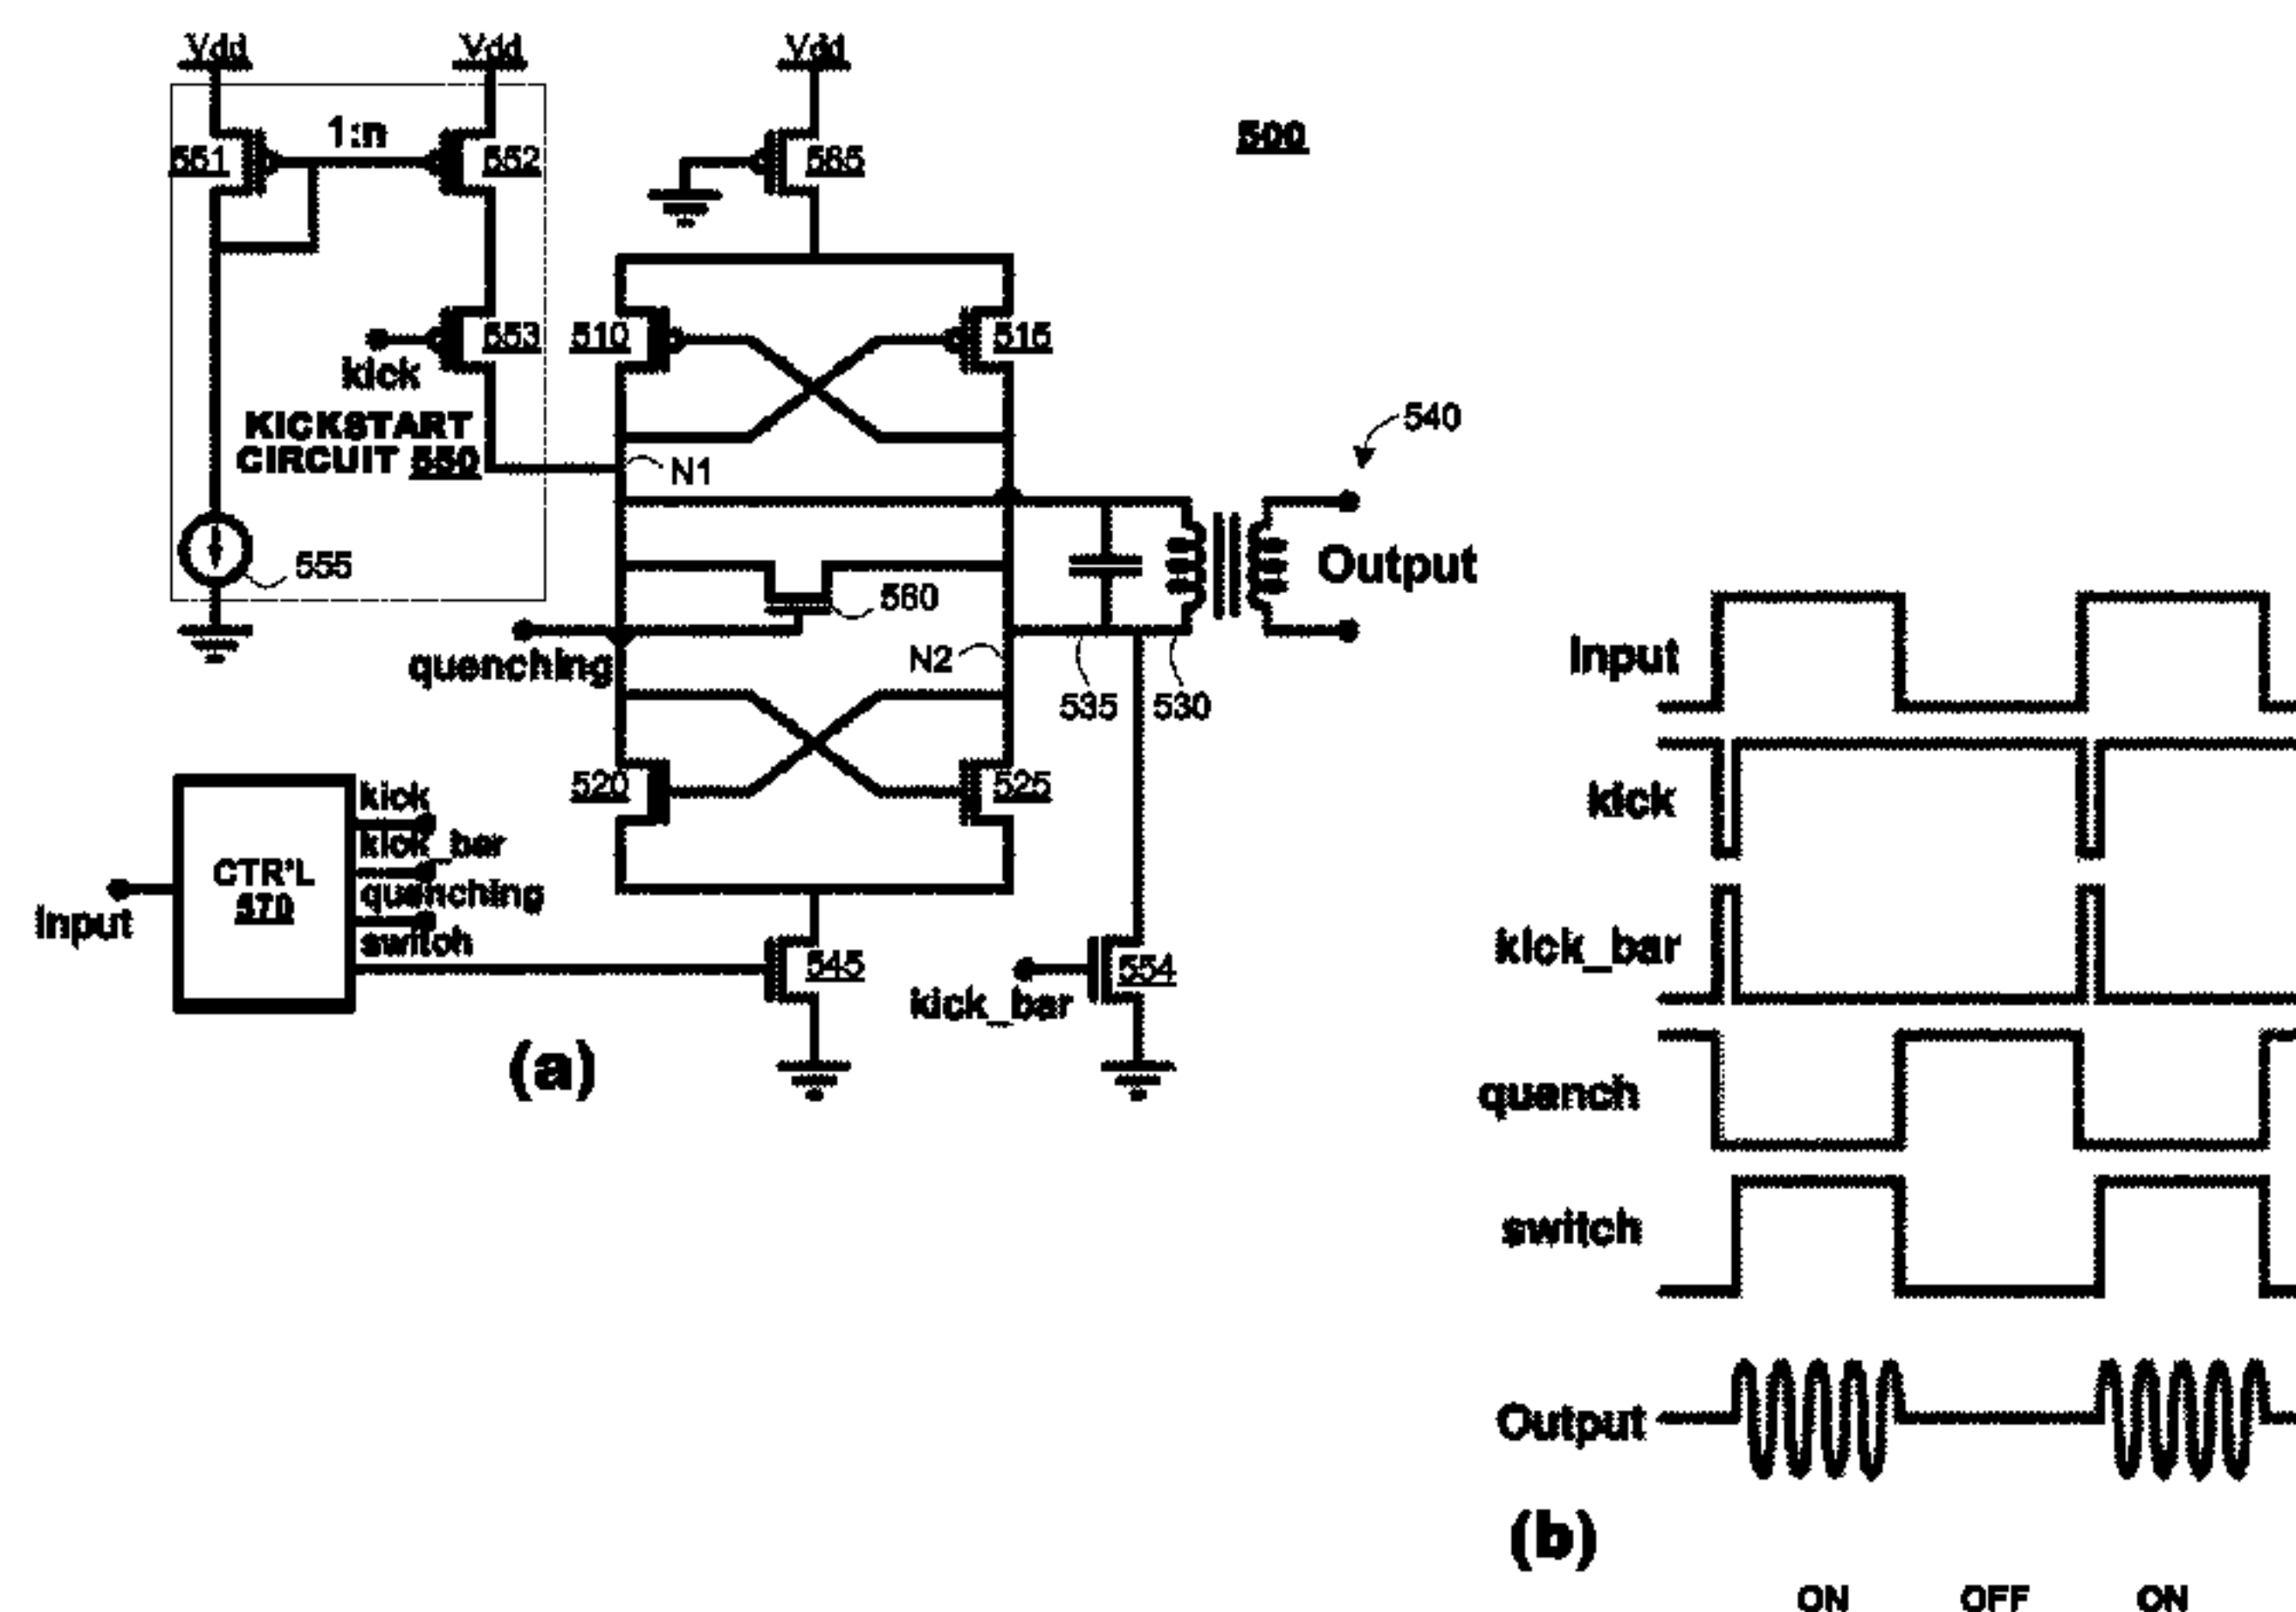 Vdd
Vdd
Vdd
500
551
1:n
552
565
553
510
515
kick
KICKSTART
CIRCUIT 550
N1
540
555
560
Output
quenching
N2
535
530
520
525
kick
kick_bar
quenching
switch
CTR'L
570
Input
545
554
kick_bar
(a)
Input
kick
kick_bar
quench
switch
Output
(b)
ON OFF ON